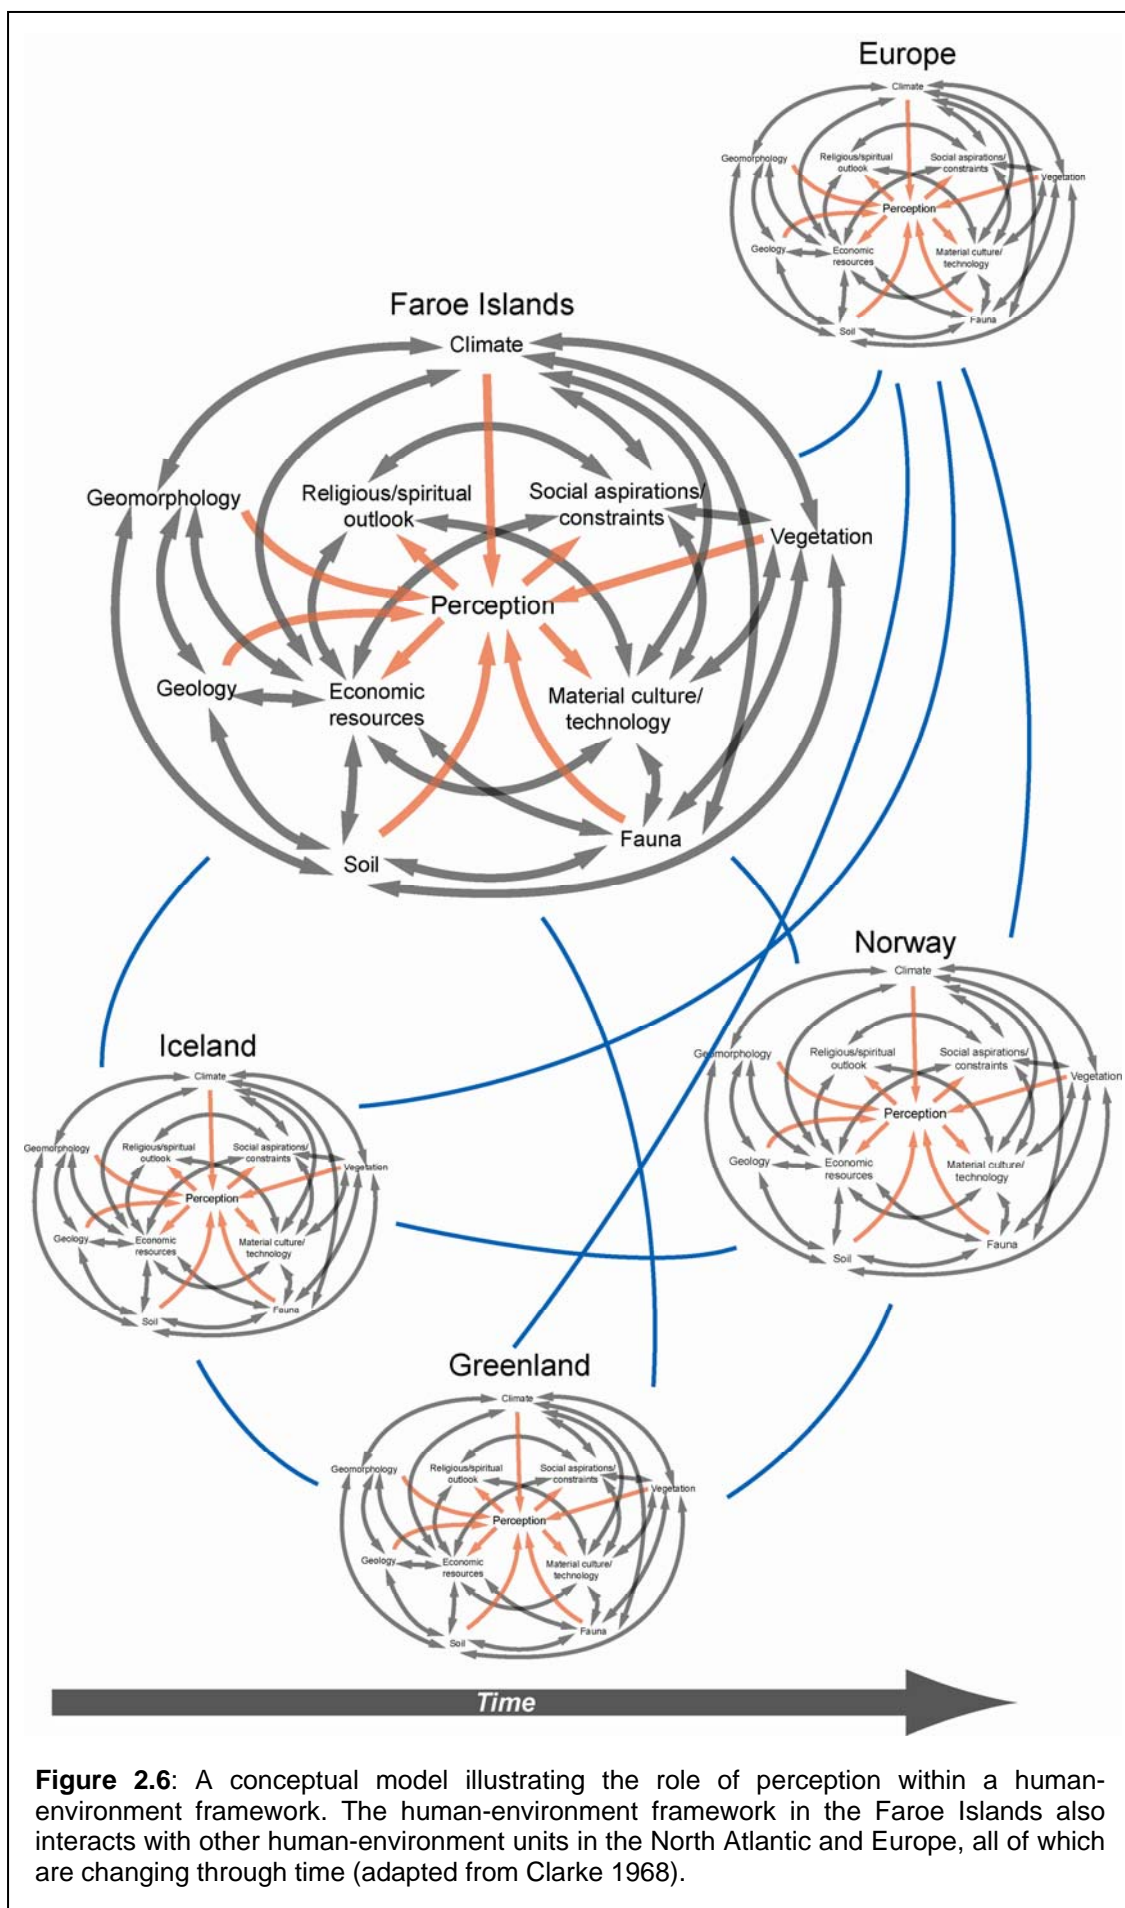 Europe
Climate
Geomorphology
Religious/spiritual
outlook
Social aspirations/
constraints
Vegetation
Perception
Geology
Economic
resources
Material culture/
technology
Soil
Fauna
Faroe Islands
Climate
Geomorphology
Religious/spiritual
outlook
Social aspirations/
constraints
Vegetation
Perception
Geology
Economic
resources
Material culture/
technology
Soil
Fauna
Norway
Climate
Geomorphology
Religious/spiritual
outlook
Social aspirations/
constraints
Vegetation
Perception
Geology
Economic
resources
Material culture/
technology
Soil
Fauna
Iceland
Climate
Geomorphology
Religious/spiritual
outlook
Social aspirations/
constraints
Vegetation
Perception
Geology
Economic
resources
Material culture/
technology
Soil
Fauna
Greenland
Climate
Geomorphology
Religious/spiritual
outlook
Social aspirations/
constraints
Vegetation
Perception
Geology
Economic
resources
Material culture/
technology
Soil
Fauna
Time
Figure 2.6: A conceptual model illustrating the role of perception within a human-
environment framework. The human-environment framework in the Faroe Islands also
interacts with other human-environment units in the North Atlantic and Europe, all of which
are changing through time (adapted from Clarke 1968).